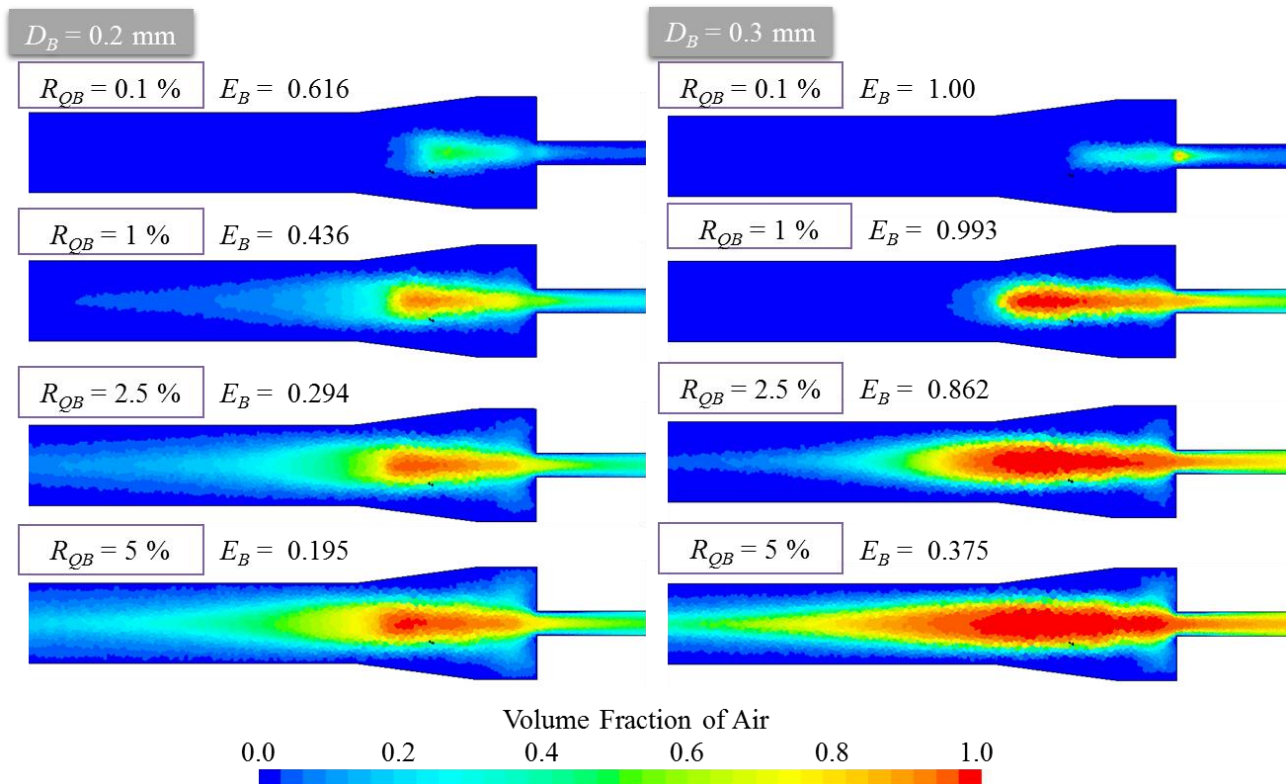 D_B = 0.2 mm
R_QB = 0.1 % E_B = 0.616
R_QB = 1 % E_B = 0.436
R_QB = 2.5 % E_B = 0.294
R_QB = 5 % E_B = 0.195
D_B = 0.3 mm
R_QB = 0.1 % E_B = 1.00
R_QB = 1 % E_B = 0.993
R_QB = 2.5 % E_B = 0.862
R_QB = 5 % E_B = 0.375
Volume Fraction of Air
0.0 0.2 0.4 0.6 0.8 1.0